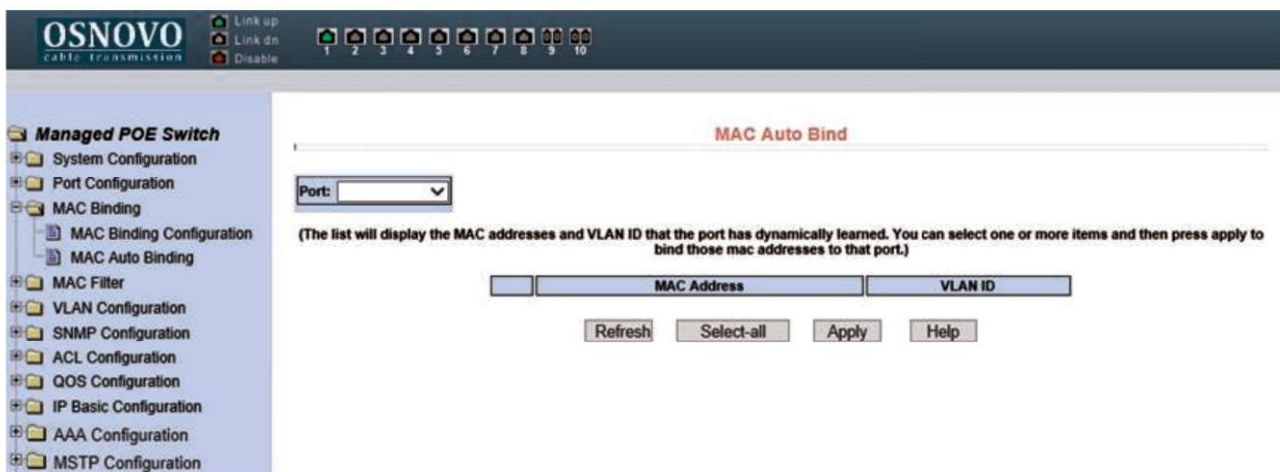 OSNOVO
cable transmission
Link up
Link dn
Disable
1 2 3 4 5 6 7 8 9 10
Managed POE Switch
System Configuration
Port Configuration
MAC Binding
MAC Binding Configuration
MAC Auto Binding
MAC Filter
VLAN Configuration
SNMP Configuration
ACL Configuration
QOS Configuration
IP Basic Configuration
AAA Configuration
MSTP Configuration
MAC Auto Bind
Port:
(The list will display the MAC addresses and VLAN ID that the port has dynamically learned. You can select one or more items and then press apply to
bind those mac addresses to that port.)
MAC Address VLAN ID
Refresh Select-all Apply Help